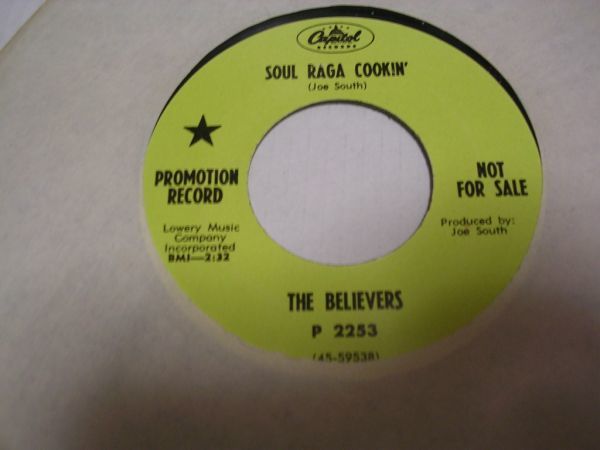 Capitol
RECORDS
SOUL RAGA COOKIN'
(Joe South)
PROMOTION
RECORD
NOT
FOR SALE
Lowery Music
Company
Incorporated
BMI—2:32
Produced by:
Joe South
THE BELIEVERS
P 2253
(45-59538)